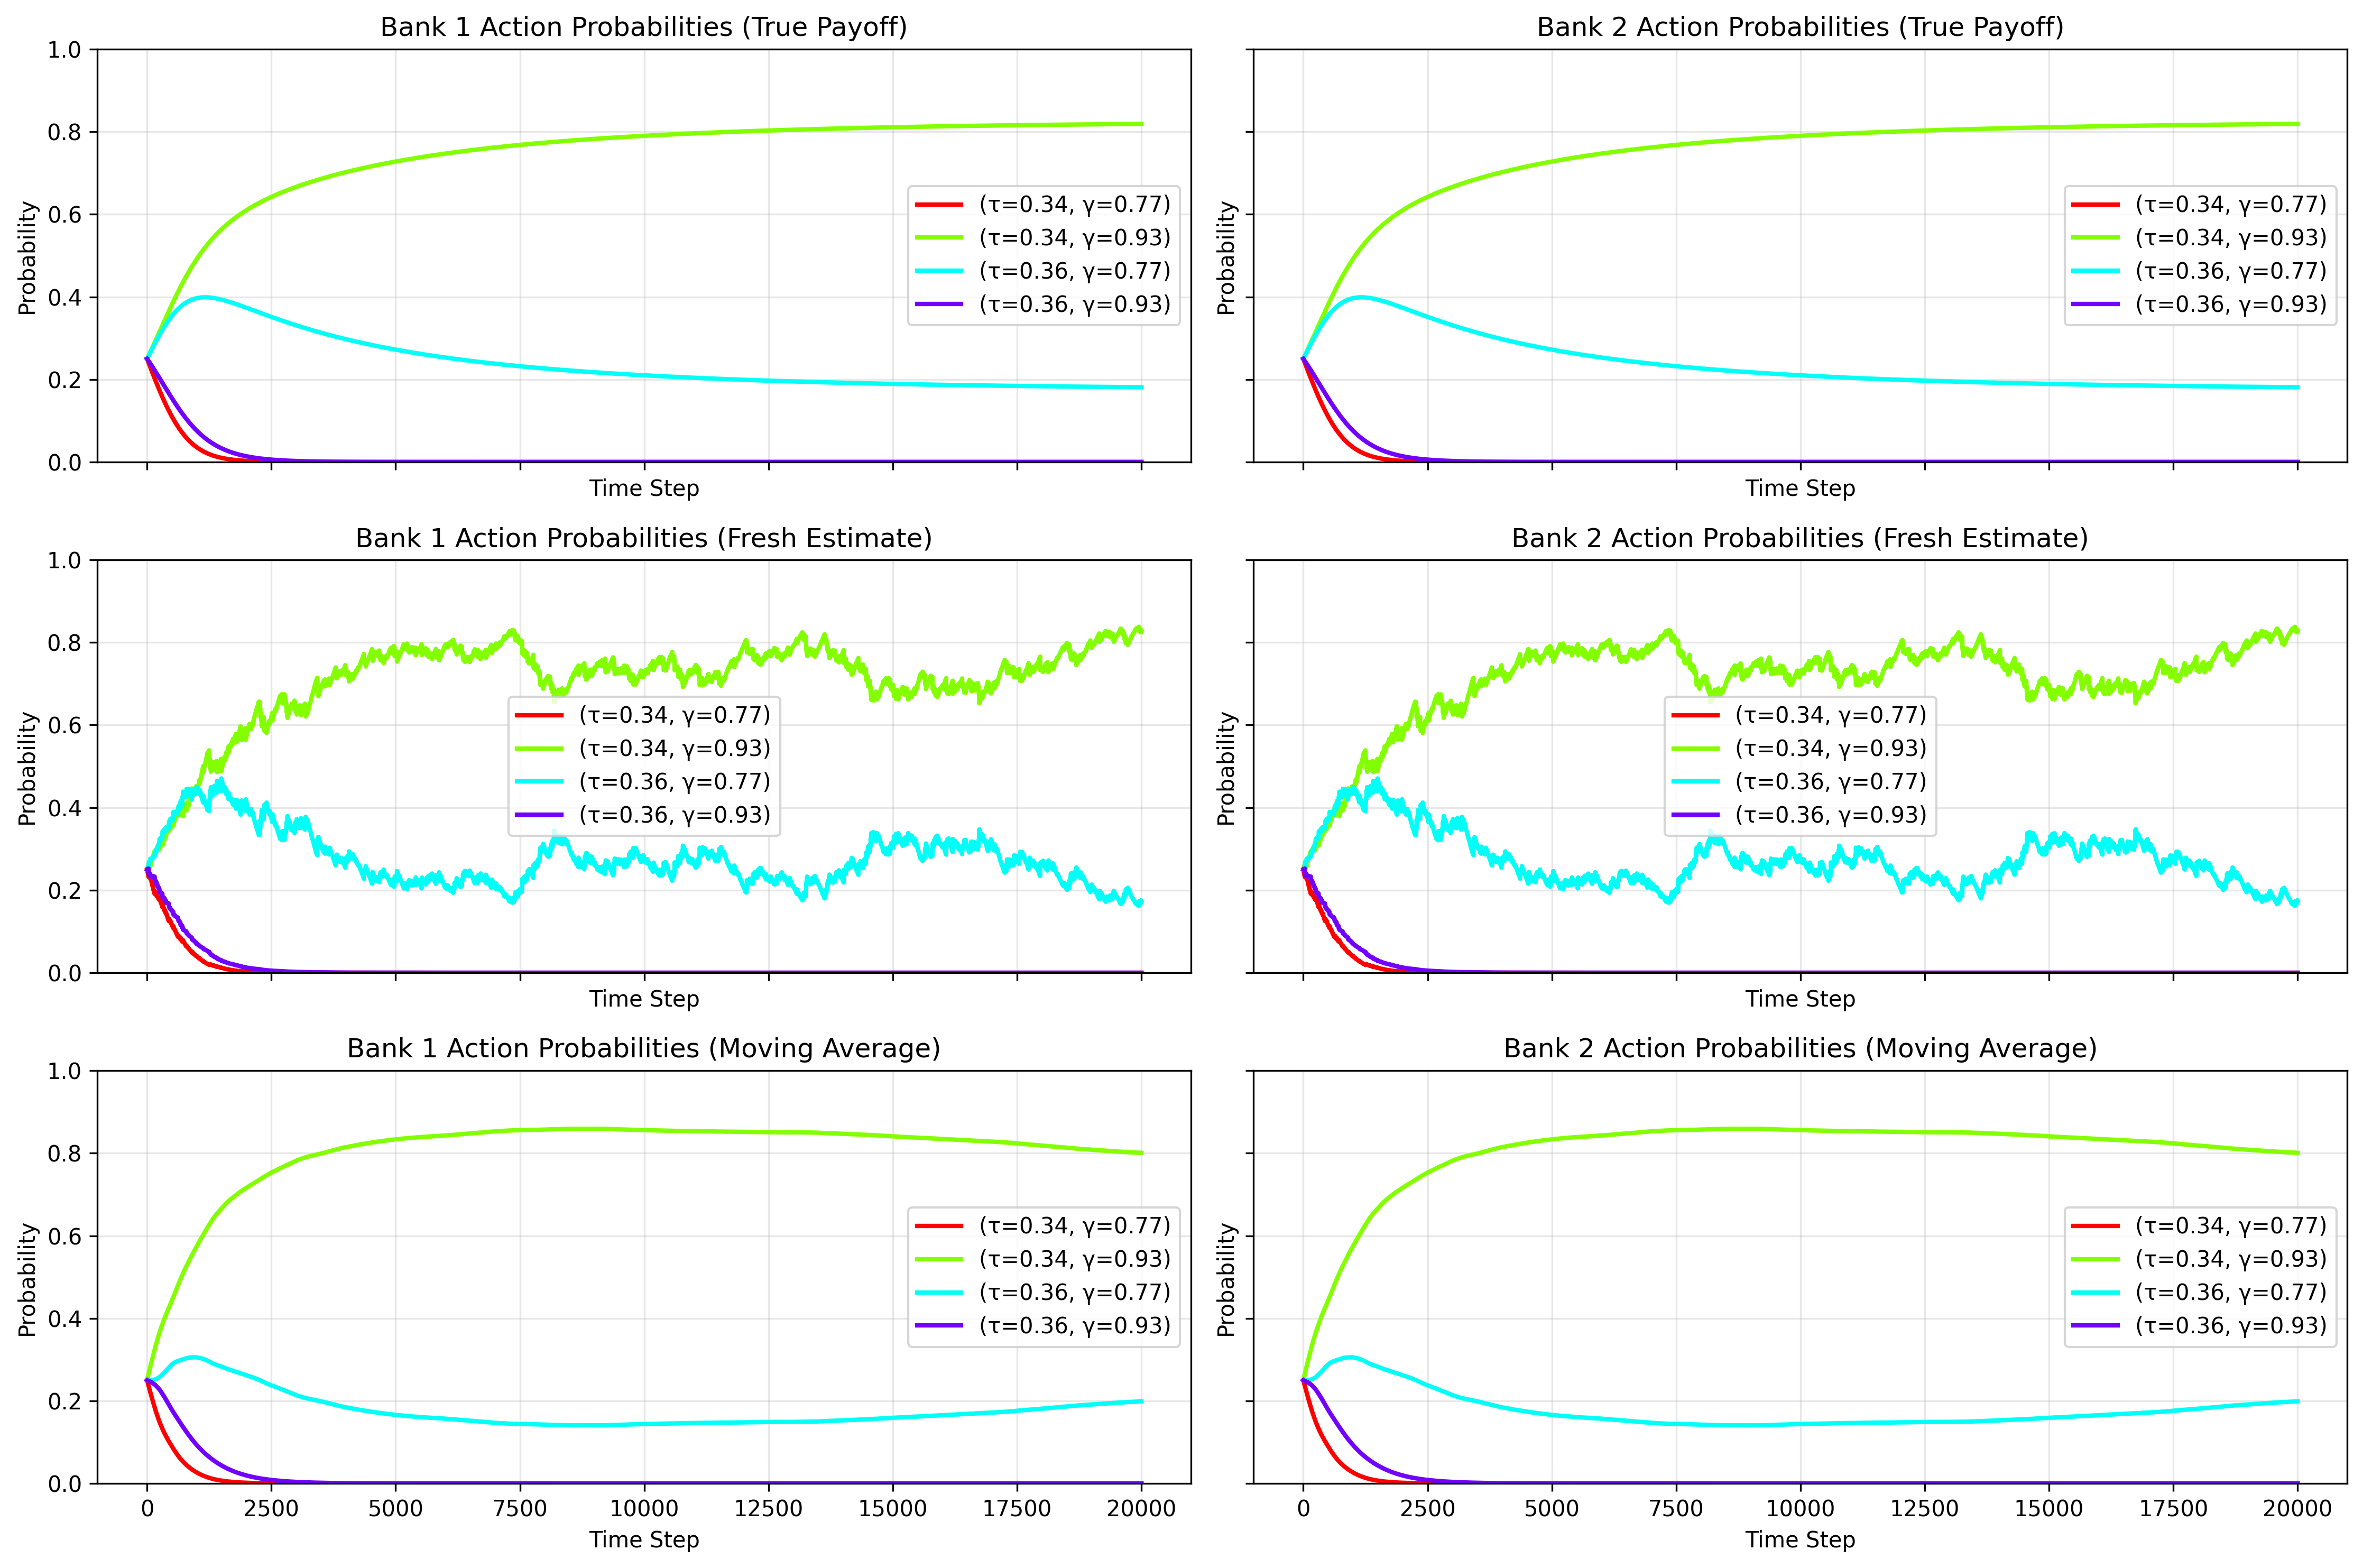 Bank 1 Action Probabilities (True Payoff)
1.0
0.8
0.6
0.4
0.2
0.0
Probability
(τ=0.34, γ=0.77)
(τ=0.34, γ=0.93)
(τ=0.36, γ=0.77)
(τ=0.36, γ=0.93)
Time Step
Bank 2 Action Probabilities (True Payoff)
Probability
(τ=0.34, γ=0.77)
(τ=0.34, γ=0.93)
(τ=0.36, γ=0.77)
(τ=0.36, γ=0.93)
Time Step
Bank 1 Action Probabilities (Fresh Estimate)
1.0
0.8
0.6
0.4
0.2
0.0
Probability
(τ=0.34, γ=0.77)
(τ=0.34, γ=0.93)
(τ=0.36, γ=0.77)
(τ=0.36, γ=0.93)
Time Step
Bank 2 Action Probabilities (Fresh Estimate)
Probability
(τ=0.34, γ=0.77)
(τ=0.34, γ=0.93)
(τ=0.36, γ=0.77)
(τ=0.36, γ=0.93)
Time Step
Bank 1 Action Probabilities (Moving Average)
1.0
0.8
0.6
0.4
0.2
0.0
Probability
(τ=0.34, γ=0.77)
(τ=0.34, γ=0.93)
(τ=0.36, γ=0.77)
(τ=0.36, γ=0.93)
0 2500 5000 7500 10000 12500 15000 17500 20000
Time Step
Bank 2 Action Probabilities (Moving Average)
Probability
(τ=0.34, γ=0.77)
(τ=0.34, γ=0.93)
(τ=0.36, γ=0.77)
(τ=0.36, γ=0.93)
0 2500 5000 7500 10000 12500 15000 17500 20000
Time Step